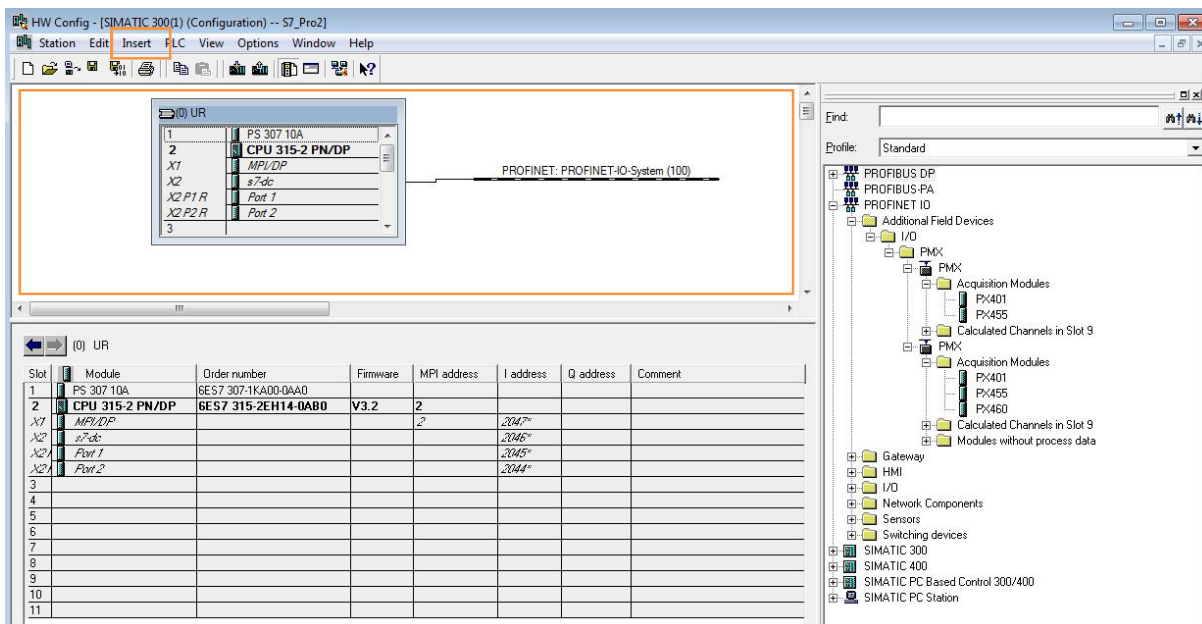 HW Config - [SIMATIC 300(1) (Configuration) -- S7_Pro2]
Station Edit Insert PLC View Options Window Help
(0) UR
1 PS 307 10A
2 CPU 315-2 PN/DP
X1 MPI/DP
X2 s7-dc
X2 P1 R Port 1
X2 P2 R Port 2
3
PROFINET: PROFINET-IO-System (100)
(0) UR
Slot Module Order number Firmware MPI address I address Q address Comment
1 PS 307 10A 6ES7 307-1KA00-0AA0
2 CPU 315-2 PN/DP 6ES7 315-2EH14-0AB0 V3.2 2
X1 MPI/DP 2 2047*
X2 s7-dc 2046*
X2 Port 1 2045*
X2 Port 2 2044*
3
4
5
6
7
8
9
10
11
Find:
Profile: Standard
PROFIBUS DP
PROFIBUS-PA
PROFINET IO
Additional Field Devices
I/O
PMX
PMX
Acquisition Modules
PX401
PX455
Calculated Channels in Slot 9
PMX
Acquisition Modules
PX401
PX455
PX460
Calculated Channels in Slot 9
Modules without process data
Gateway
HMI
I/O
Network Components
Sensors
Switching devices
SIMATIC 300
SIMATIC 400
SIMATIC PC Based Control 300/400
SIMATIC PC Station